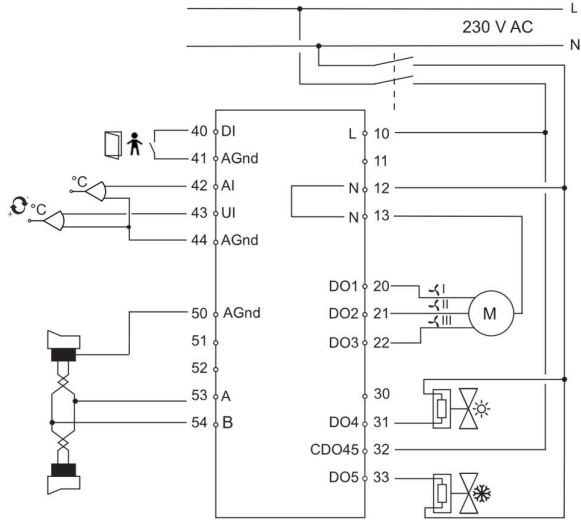 L
230 V AC
N
40 DI
L 10
41 AGnd
11
°C
42 AI
N 12
°C
43 UI
N 13
44 AGnd
DO1 20
I
50 AGnd
DO2 21
II
M
51
DO3 22
III
52
53 A
30
54 B
DO4 31
CDO45 32
DO5 33